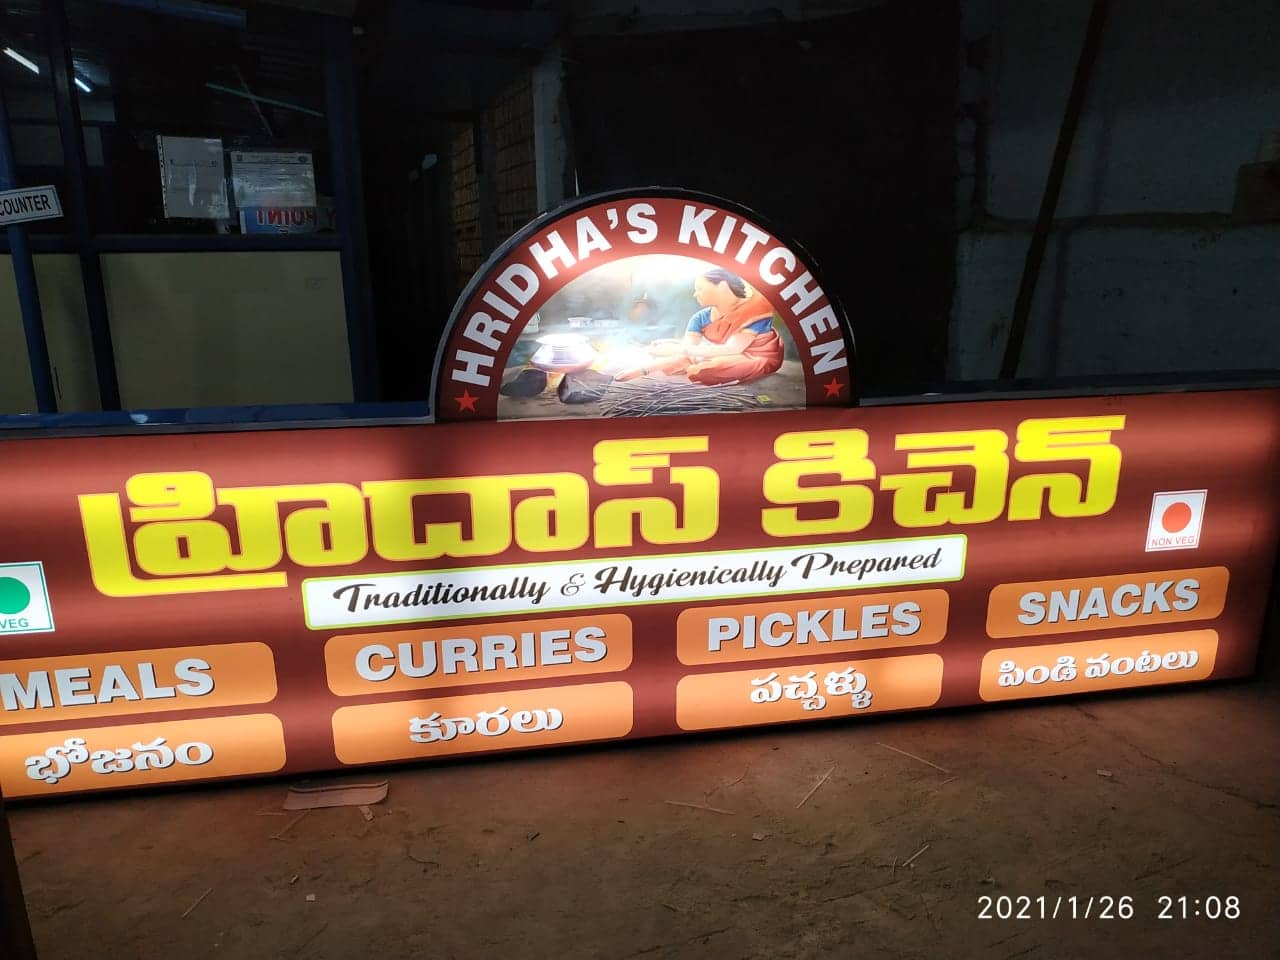 COUNTER
HRIDHA'S KITCHEN
హ్రిదాస్ కిచెన్
Traditionally & Hygienically Prepared
VEG
NON VEG
MEALS
CURRIES
PICKLES
SNACKS
భోజనం
కూరలు
పచ్చళ్ళు
పిండి వంటలు
2021/1/26 21:08